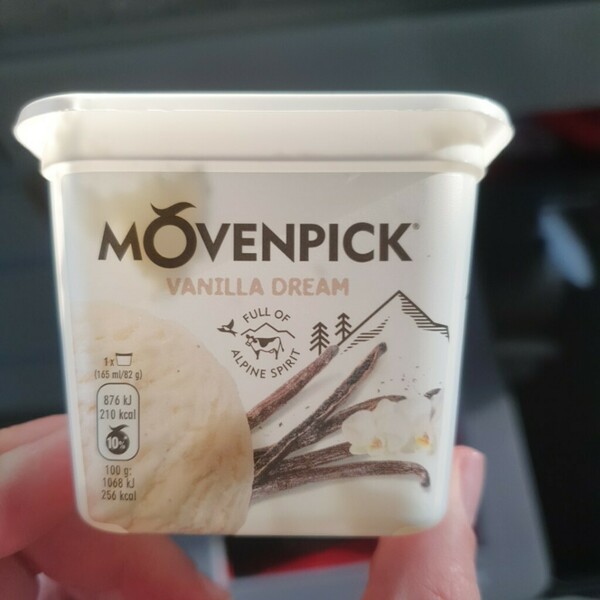 MÖVENPICK®
VANILLA DREAM
FULL OF
ALPINE SPIRIT
1x
(165 ml/82 g)
876 kJ
210 kcal
10%
100 g:
1068 kJ
256 kcal